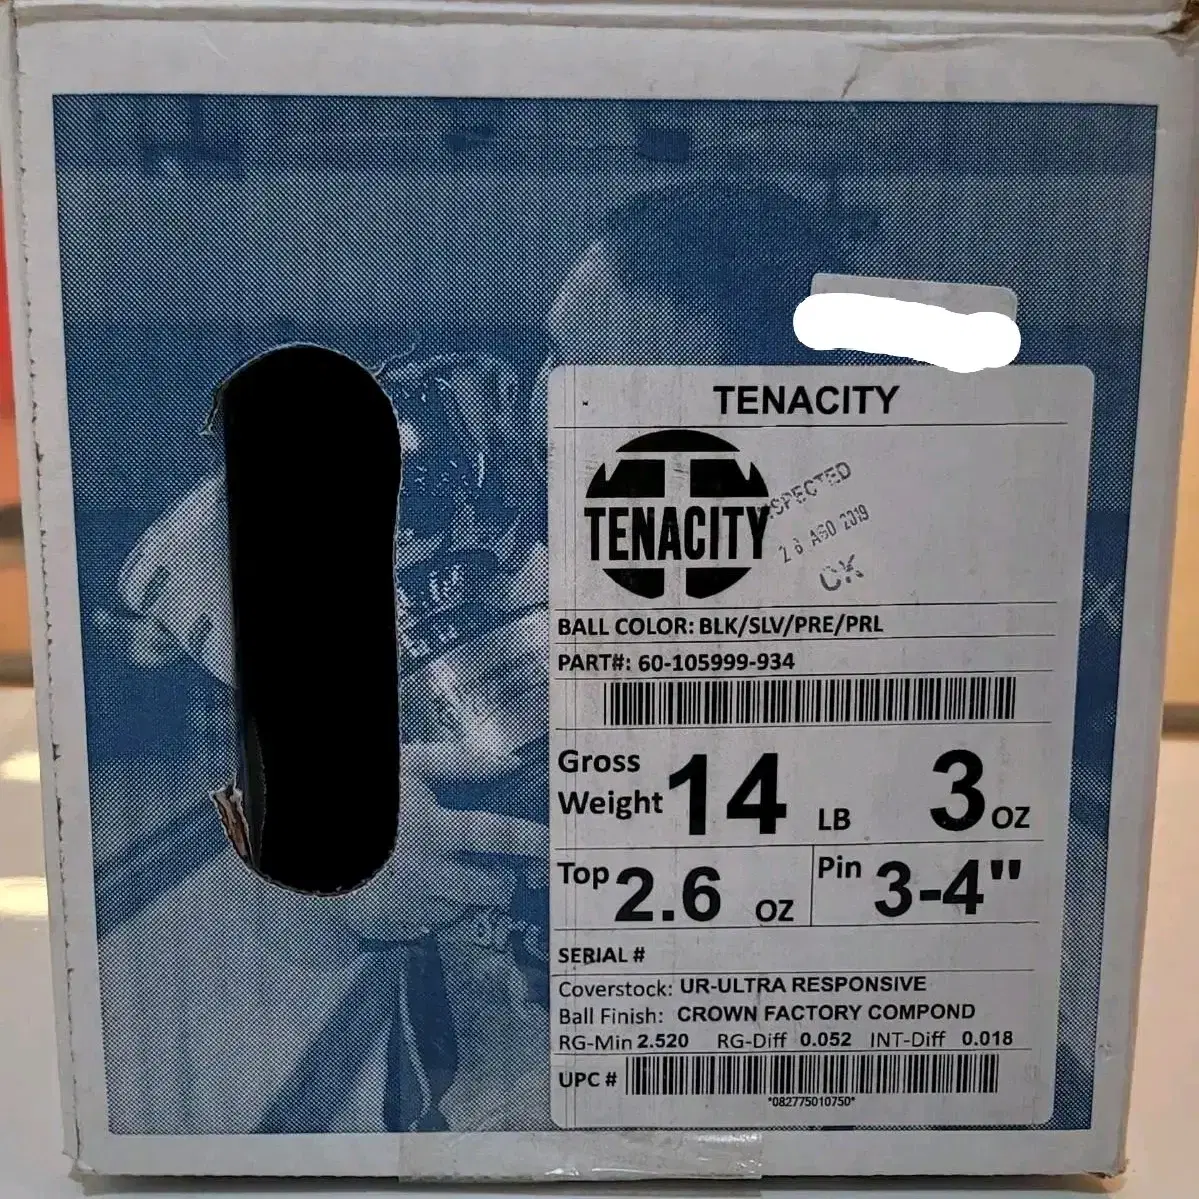 TENACITY
TENACITY
SPECTED
26 AGO 2019
OK
BALL COLOR: BLK/SLV/PRE/PRL
PART#: 60-105999-934
Gross Weight 14 LB 3 OZ
Top 2.6 OZ Pin 3-4"
SERIAL #
Coverstock: UR-ULTRA RESPONSIVE
Ball Finish: CROWN FACTORY COMPOND
RG-Min 2.520 RG-Diff 0.052 INT-Diff 0.018
UPC #
*082775010750*